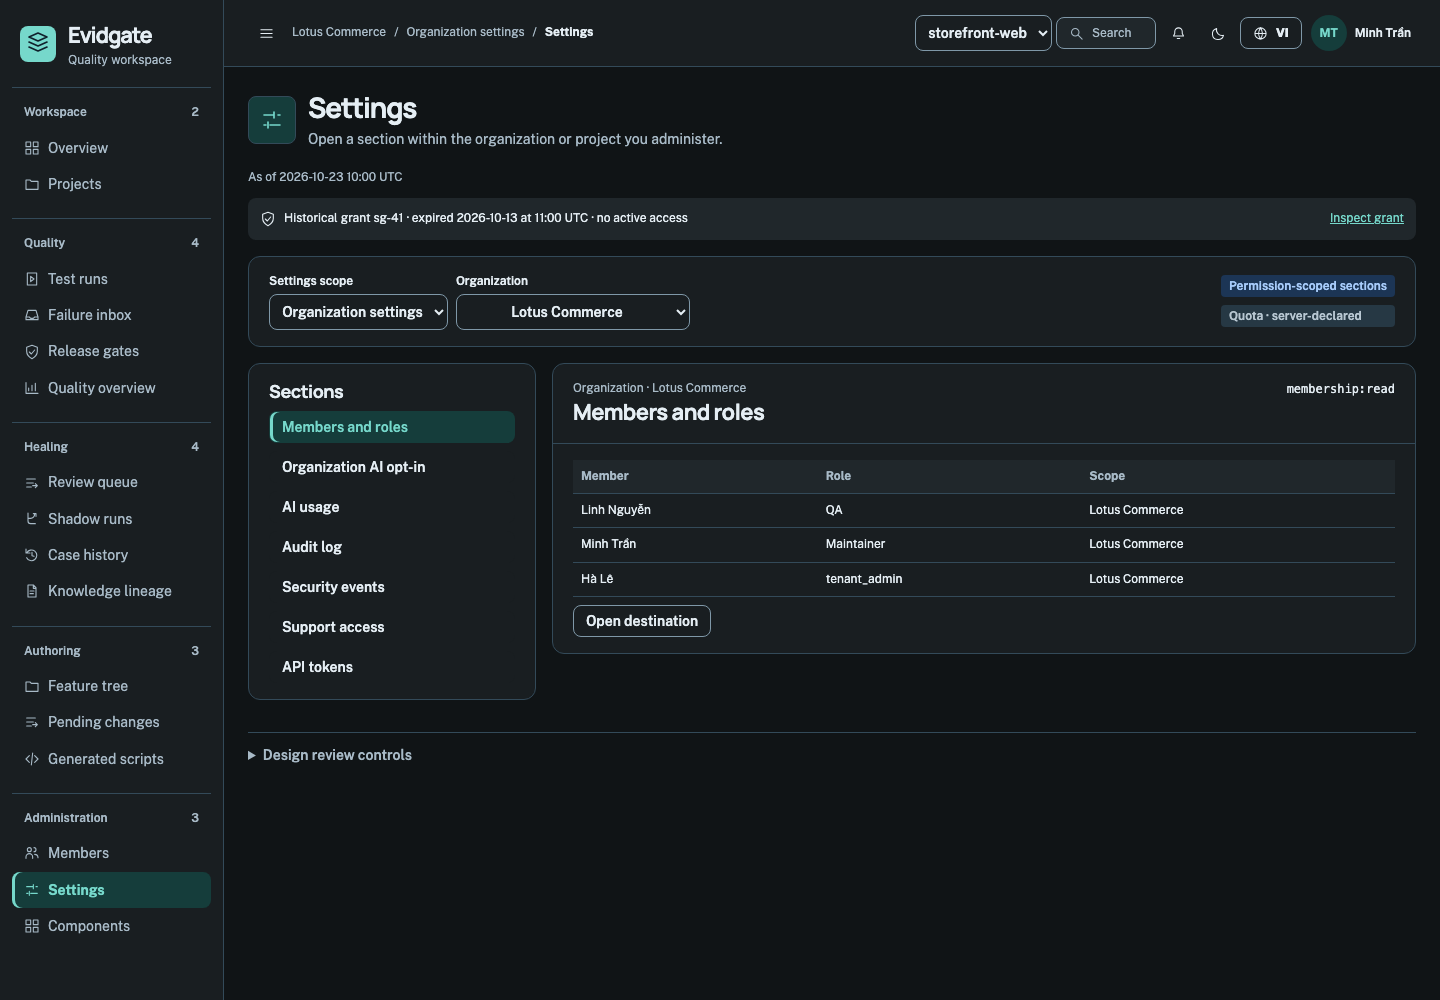 Evidgate
Quality workspace
Workspace 2
Overview
Projects
Quality 4
Test runs
Failure inbox
Release gates
Quality overview
Healing 4
Review queue
Shadow runs
Case history
Knowledge lineage
Authoring 3
Feature tree
Pending changes
Generated scripts
Administration 3
Members
Settings
Components
Lotus Commerce / Organization settings / Settings
storefront-web
Search
VI
MT
Minh Trần
Settings
Open a section within the organization or project you administer.
As of 2026-10-23 10:00 UTC
Historical grant sg-41 · expired 2026-10-13 at 11:00 UTC · no active access
Inspect grant
Settings scope
Organization settings
Organization
Lotus Commerce
Permission-scoped sections
Quota · server-declared
Sections
Members and roles
Organization AI opt-in
AI usage
Audit log
Security events
Support access
API tokens
Organization · Lotus Commerce
membership:read
Members and roles
Member Role Scope
Linh Nguyễn QA Lotus Commerce
Minh Trần Maintainer Lotus Commerce
Hà Lê tenant_admin Lotus Commerce
Open destination
Design review controls